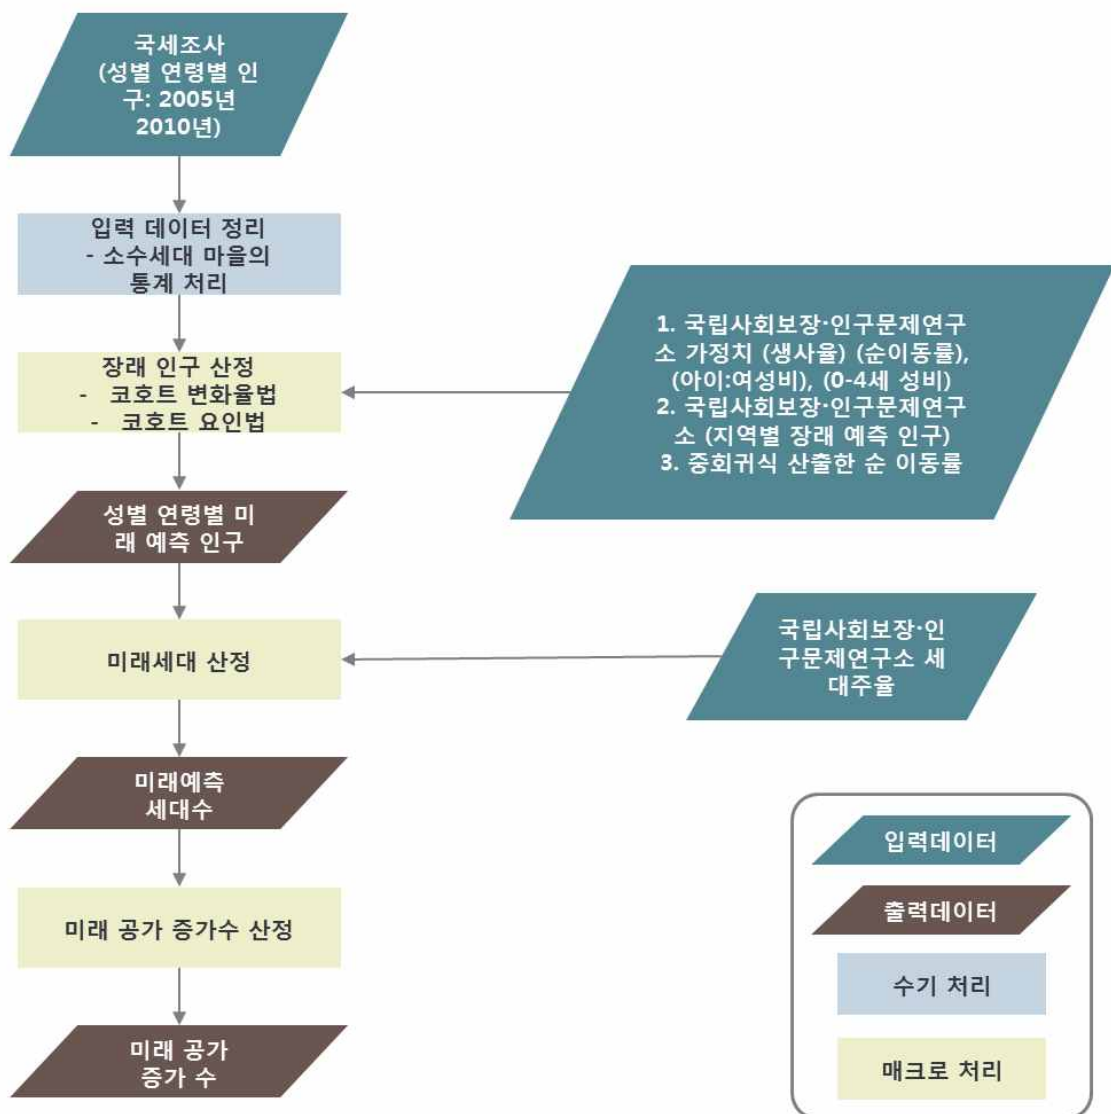 국세조사
(성별 연령별 인
구: 2005년
2010년)
입력 데이터 정리
- 소수세대 마을의
통계 처리
장래 인구 산정
- 코호트 변화율법
- 코호트 요인법
1. 국립사회보장·인구문제연구
소 가정치 (생사율) (순이동률),
(아이:여성비), (0-4세 성비)
2. 국립사회보장·인구문제연구
소 (지역별 장래 예측 인구)
3. 중회귀식 산출한 순 이동률
성별 연령별 미
래 예측 인구
미래세대 산정
국립사회보장·인
구문제연구소 세
대주율
미래예측
세대수
미래 공가 증가수 산정
미래 공가
증가 수
입력데이터
출력데이터
수기 처리
매크로 처리